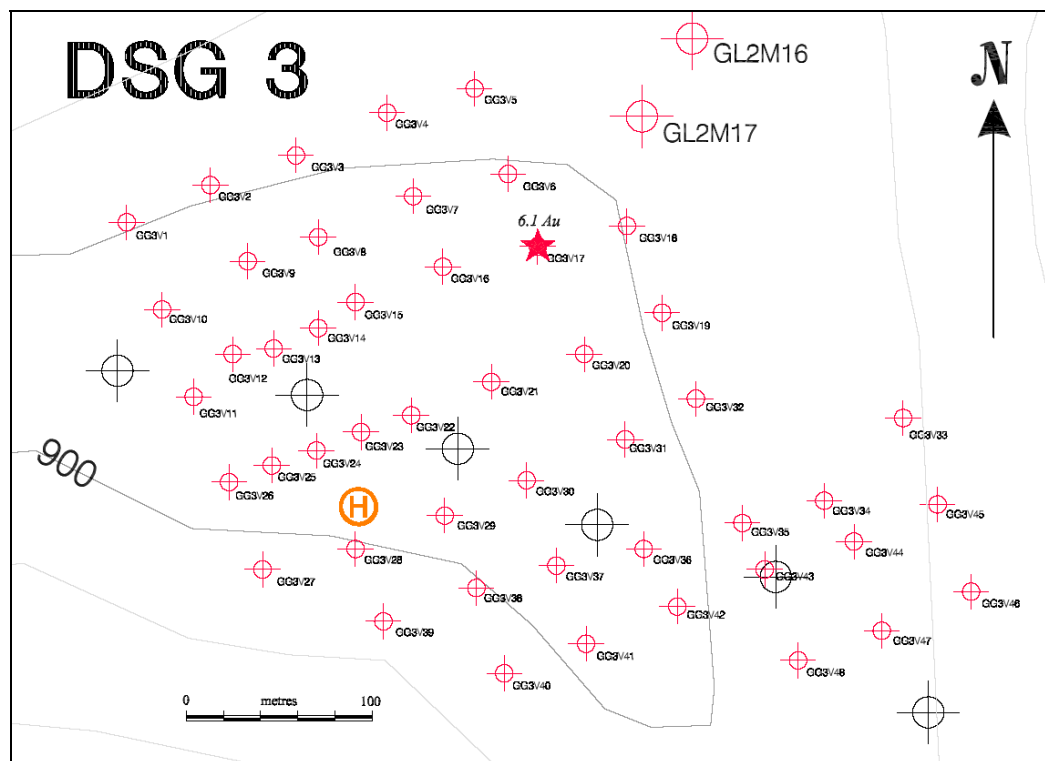 DSG 3
N
GL2M16
GG3V5
GG3V4
GL2M17
GG3V3
GG3V6
GG3V2
GG3V7
6.1 Au
GG3V1
GG3V18
GG3V8
GG3V17
GG3V9
GG3V16
GG3V10
GG3V15
GG3V19
GG3V14
GG3V13
GG3V12
GG3V20
GG3V21
GG3V11
GG3V32
GG3V22
GG3V33
GG3V23
GG3V31
900
GG3V24
GG3V25
GG3V26
GG3V30
H
GG3V34
GG3V45
GG3V29
GG3V35
GG3V44
GG3V28
GG3V36
GG3V27
GG3V37
GG3V43
GG3V38
GG3V46
GG3V42
GG3V39
GG3V47
GG3V41
GG3V48
GG3V40
0 metres 100